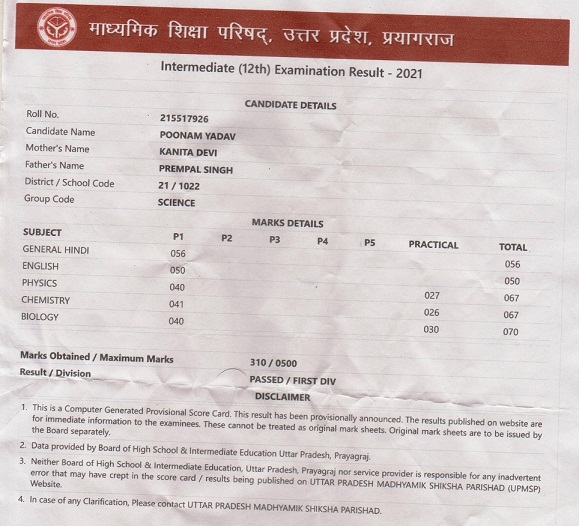 माध्यमिक शिक्षा परिषद्, उत्तर प्रदेश, प्रयागराज
Intermediate (12th) Examination Result - 2021
CANDIDATE DETAILS
Roll No. 215517926
Candidate Name POONAM YADAV
Mother's Name KANITA DEVI
Father's Name PREMPAL SINGH
District / School Code 21 / 1022
Group Code SCIENCE
MARKS DETAILS
SUBJECT P1 P2 P3 P4 P5 PRACTICAL TOTAL
GENERAL HINDI 056 056
ENGLISH 050 050
PHYSICS 040 027 067
CHEMISTRY 041 026 067
BIOLOGY 040 030 070
Marks Obtained / Maximum Marks 310 / 0500
Result / Division PASSED / FIRST DIV
DISCLAIMER
1. This is a Computer Generated Provisional Score Card. This result has been provisionally announced. The results published on website are
for immediate information to the examinees. These cannot be treated as original mark sheets. Original mark sheets are to be issued by
the Board separately.
2. Data provided by Board of High School & Intermediate Education Uttar Pradesh, Prayagraj.
3. Neither Board of High School & Intermediate Education, Uttar Pradesh, Prayagraj nor service provider is responsible for any inadvertent
error that may have crept in the score card / results being published on UTTAR PRADESH MADHYAMIK SHIKSHA PARISHAD (UPMSP)
Website.
4. In case of any Clarification, Please contact UTTAR PRADESH MADHYAMIK SHIKSHA PARISHAD.